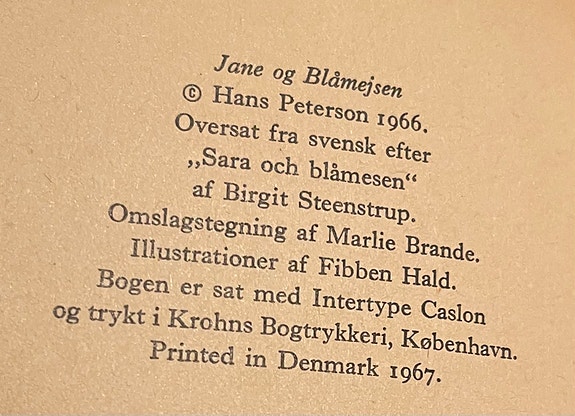 Jane og Blåmejsen
© Hans Peterson 1966.
Oversat fra svensk efter
„Sara och blåmesen“
af Birgit Steenstrup.
Omslagstegning af Marlie Brande.
Illustrationer af Fibben Hald.
Bogen er sat med Intertype Caslon
og trykt i Krohns Bogtrykkeri, København.
Printed in Denmark 1967.